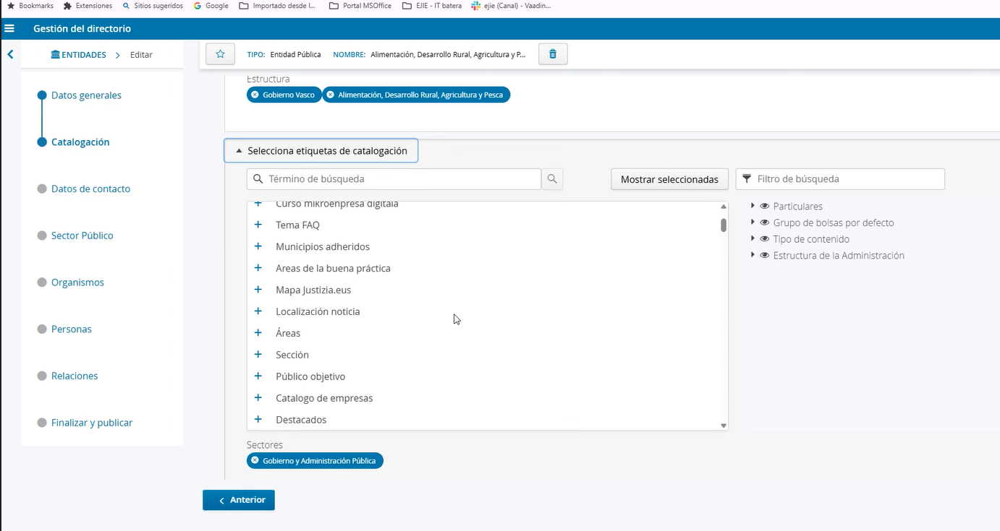 Bookmarks Extensions Sitios sugeridos Google Importado desde I... Portal MSOffice EJIE - IT batera ejie (Canal) - Vaadin...
Gestión del directorio
ENTIDADES > Editar
TIPO: Entidad Pública NOMBRE: Alimentación, Desarrollo Rural, Agricultura y P...
Datos generales
Catalogación
Datos de contacto
Sector Público
Organismos
Personas
Relaciones
Finalizar y publicar
Estructura
Gobierno Vasco Alimentación, Desarrollo Rural, Agricultura y Pesca
Selecciona etiquetas de catalogación
Término de búsqueda Mostrar seleccionadas Filtro de búsqueda
Curso mikroenpresa digitala
Tema FAQ
Municipios adheridos
Areas de la buena práctica
Mapa Justizia.eus
Localización noticia
Áreas
Sección
Público objetivo
Catalogo de empresas
Destacados
Particulares
Grupo de bolsas por defecto
Tipo de contenido
Estructura de la Administración
Sectores
Gobierno y Administración Pública
Anterior